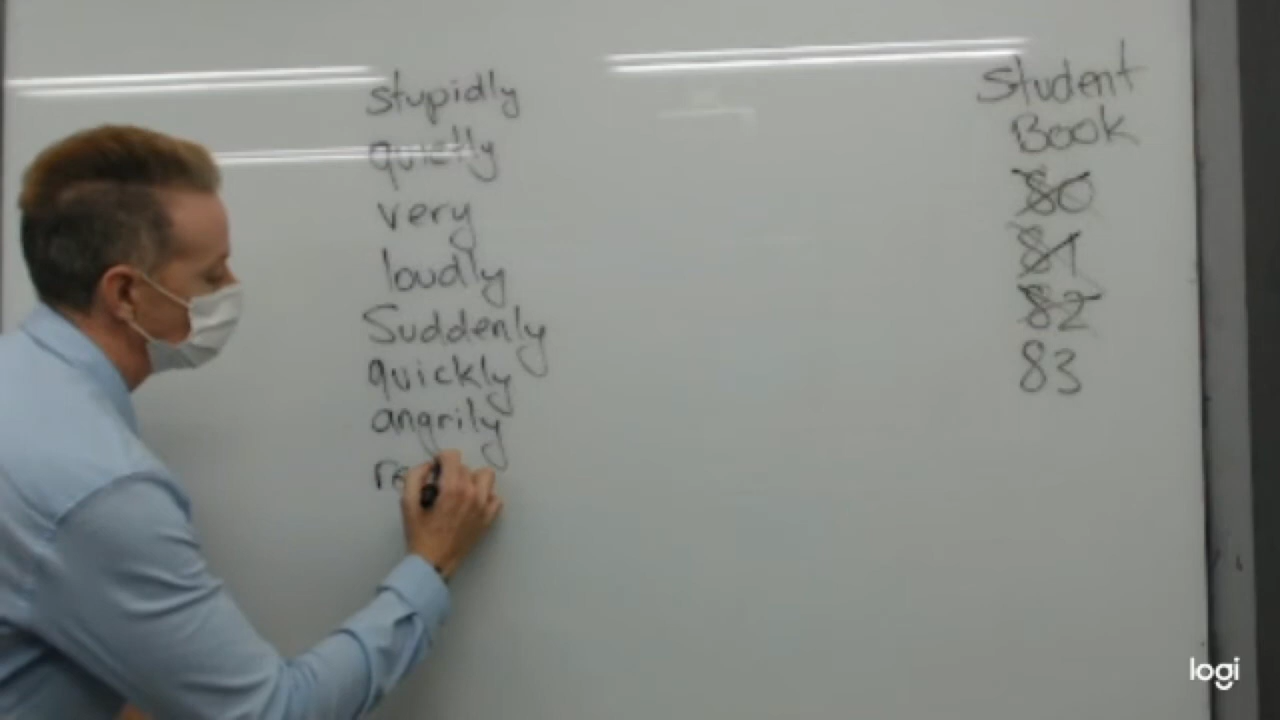 stupidly
quietly
very
loudly
Suddenly
quickly
angrily
Student
Book
80
81
82
83
logi